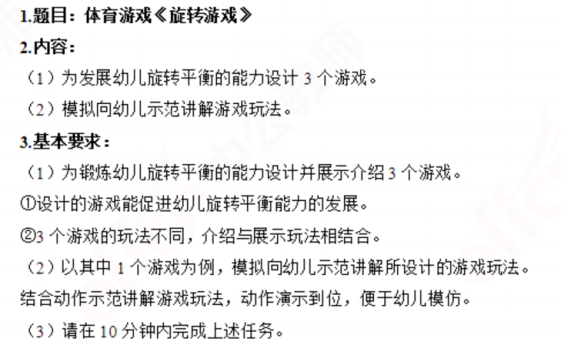 1.题目：体育游戏《旋转游戏》
2.内容：
（1）为发展幼儿旋转平衡的能力设计 3 个游戏。
（2）模拟向幼儿示范讲解游戏玩法。
3.基本要求：
（1）为锻炼幼儿旋转平衡的能力设计并展示介绍 3 个游戏。
①设计的游戏能促进幼儿旋转平衡能力的发展。
②3 个游戏的玩法不同，介绍与展示玩法相结合。
（2）以其中 1 个游戏为例，模拟向幼儿示范讲解所设计的游戏玩法。
结合动作示范讲解游戏玩法，动作演示到位，便于幼儿模仿。
（3）请在 10 分钟内完成上述任务。